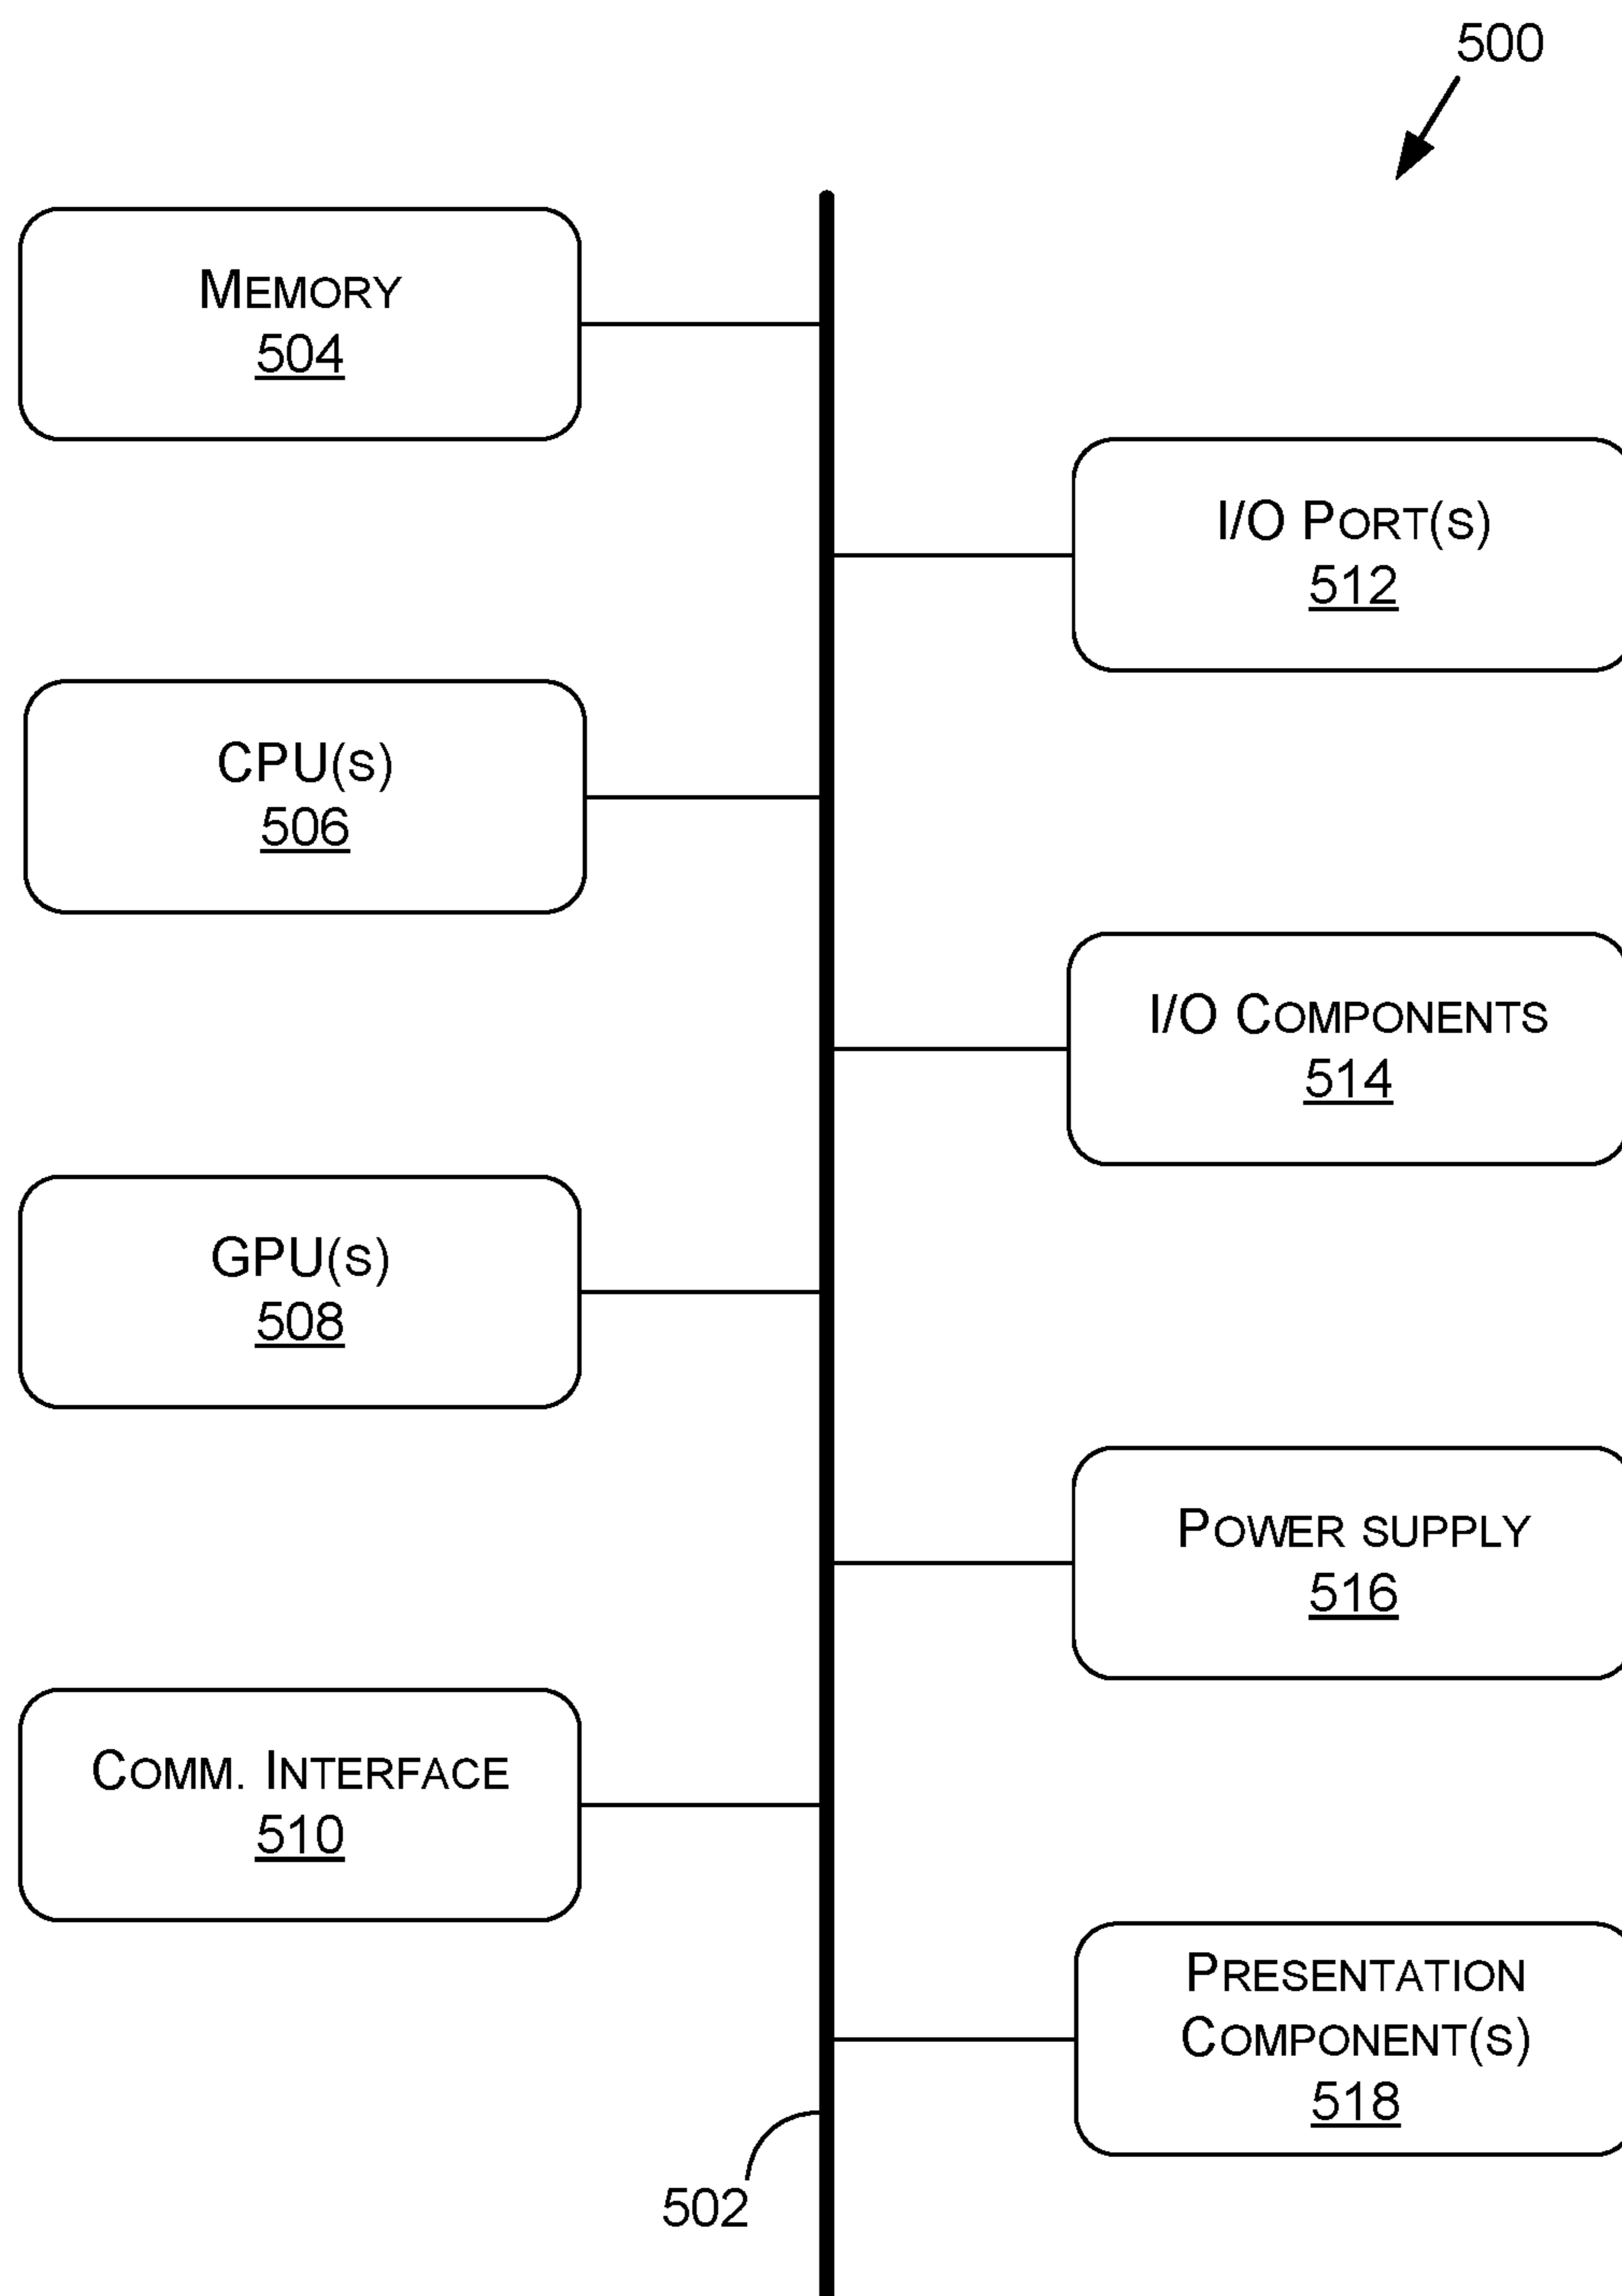 500
MEMORY
504
I/O PORT(S)
512
CPU(S)
506
I/O COMPONENTS
514
GPU(S)
508
POWER SUPPLY
516
COMM. INTERFACE
510
PRESENTATION
COMPONENT(S)
518
502